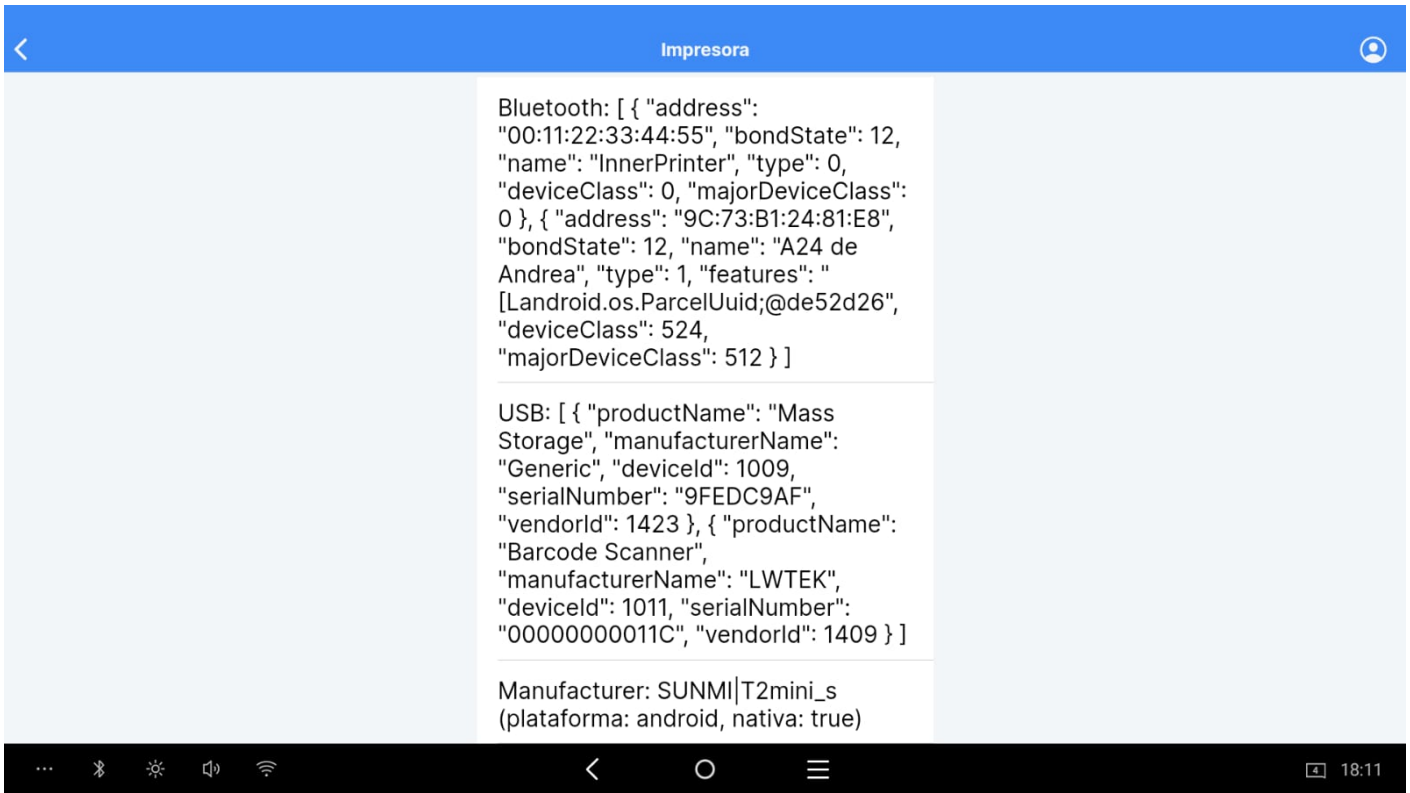 Impresora
Bluetooth: [ { "address":
"00:11:22:33:44:55", "bondState": 12,
"name": "InnerPrinter", "type": 0,
"deviceClass": 0, "majorDeviceClass":
0 }, { "address": "9C:73:B1:24:81:E8",
"bondState": 12, "name": "A24 de
Andrea", "type": 1, "features": "
[Landroid.os.ParcelUuid;@de52d26",
"deviceClass": 524,
"majorDeviceClass": 512 } ]
USB: [ { "productName": "Mass
Storage", "manufacturerName":
"Generic", "deviceId": 1009,
"serialNumber": "9FEDC9AF",
"vendorId": 1423 }, { "productName":
"Barcode Scanner",
"manufacturerName": "LWTEK",
"deviceId": 1011, "serialNumber":
"00000000011C", "vendorId": 1409 } ]
Manufacturer: SUNMI|T2mini_s
(plataforma: android, nativa: true)
4 18:11